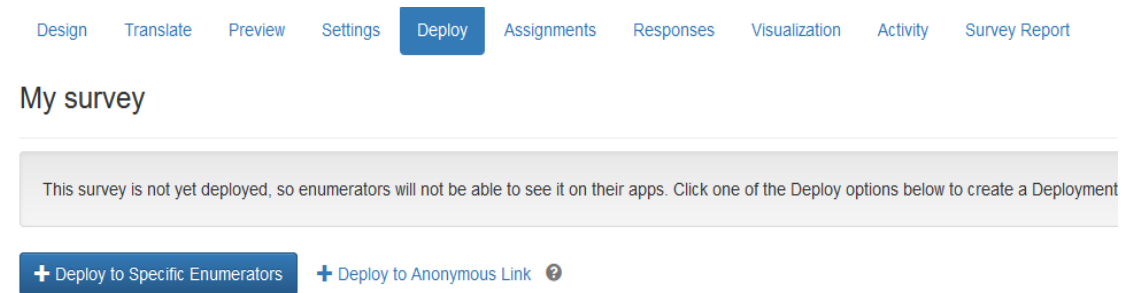 Design Translate Preview Settings Deploy Assignments Responses Visualization Activity Survey Report
My survey
This survey is not yet deployed, so enumerators will not be able to see it on their apps. Click one of the Deploy options below to create a Deployment
+ Deploy to Specific Enumerators + Deploy to Anonymous Link ?